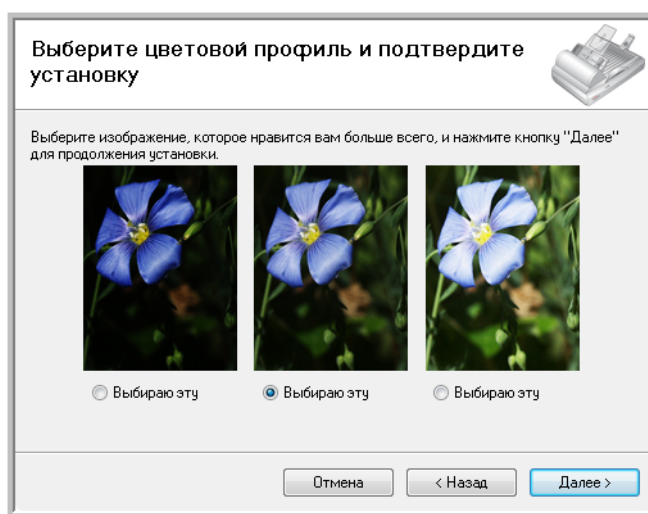 Выберите цветовой профиль и подтвердите
установку
Выберите изображение, которое нравится вам больше всего, и нажмите кнопку "Далее"
для продолжения установки.
Выбираю эту
Выбираю эту
Выбираю эту
Отмена
< Назад
Далее >